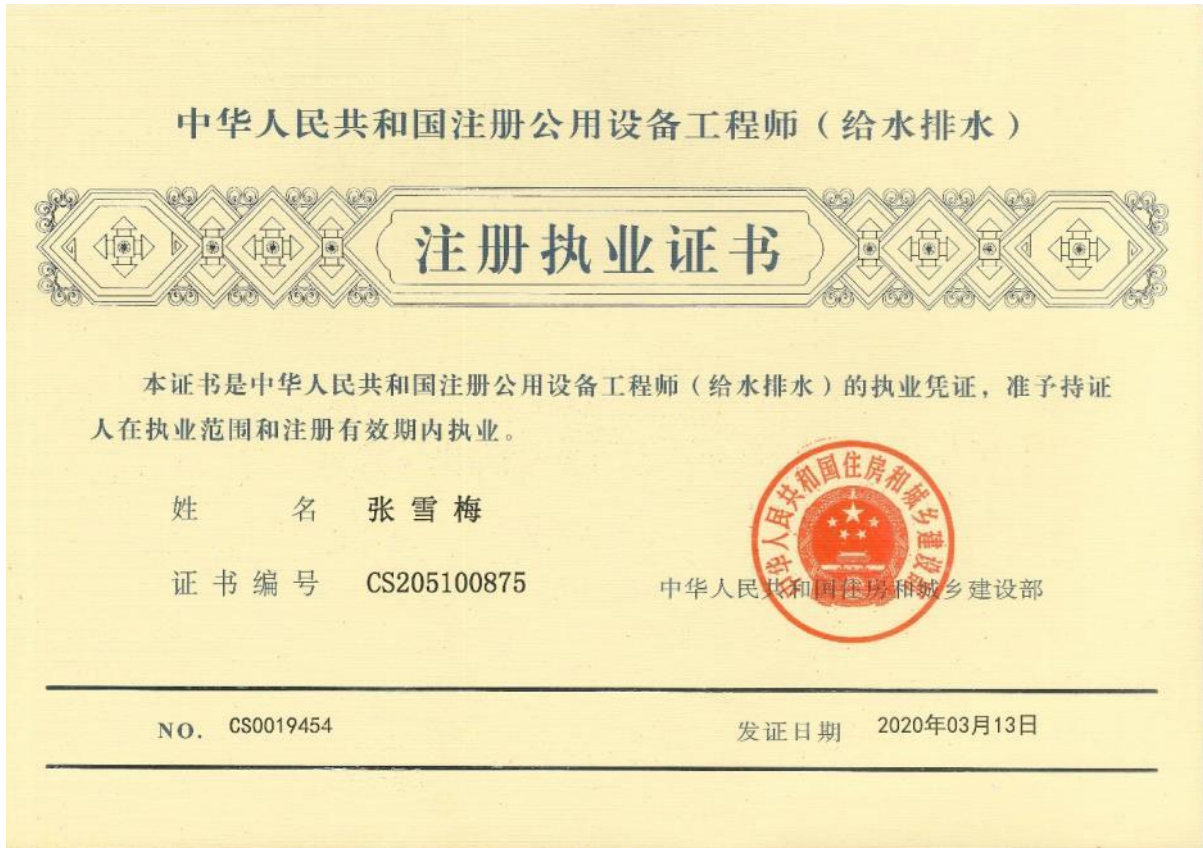 中华人民共和国注册公用设备工程师（给水排水）
注册执业证书
本证书是中华人民共和国注册公用设备工程师（给水排水）的执业凭证，准予持证
人在执业范围和注册有效期内执业。
姓 名 张雪梅
证书编号 CS205100875
中华人民共和国住房和城乡建设部
中华人民共和国住房和城乡建设部
NO. CS0019454 发证日期 2020年03月13日